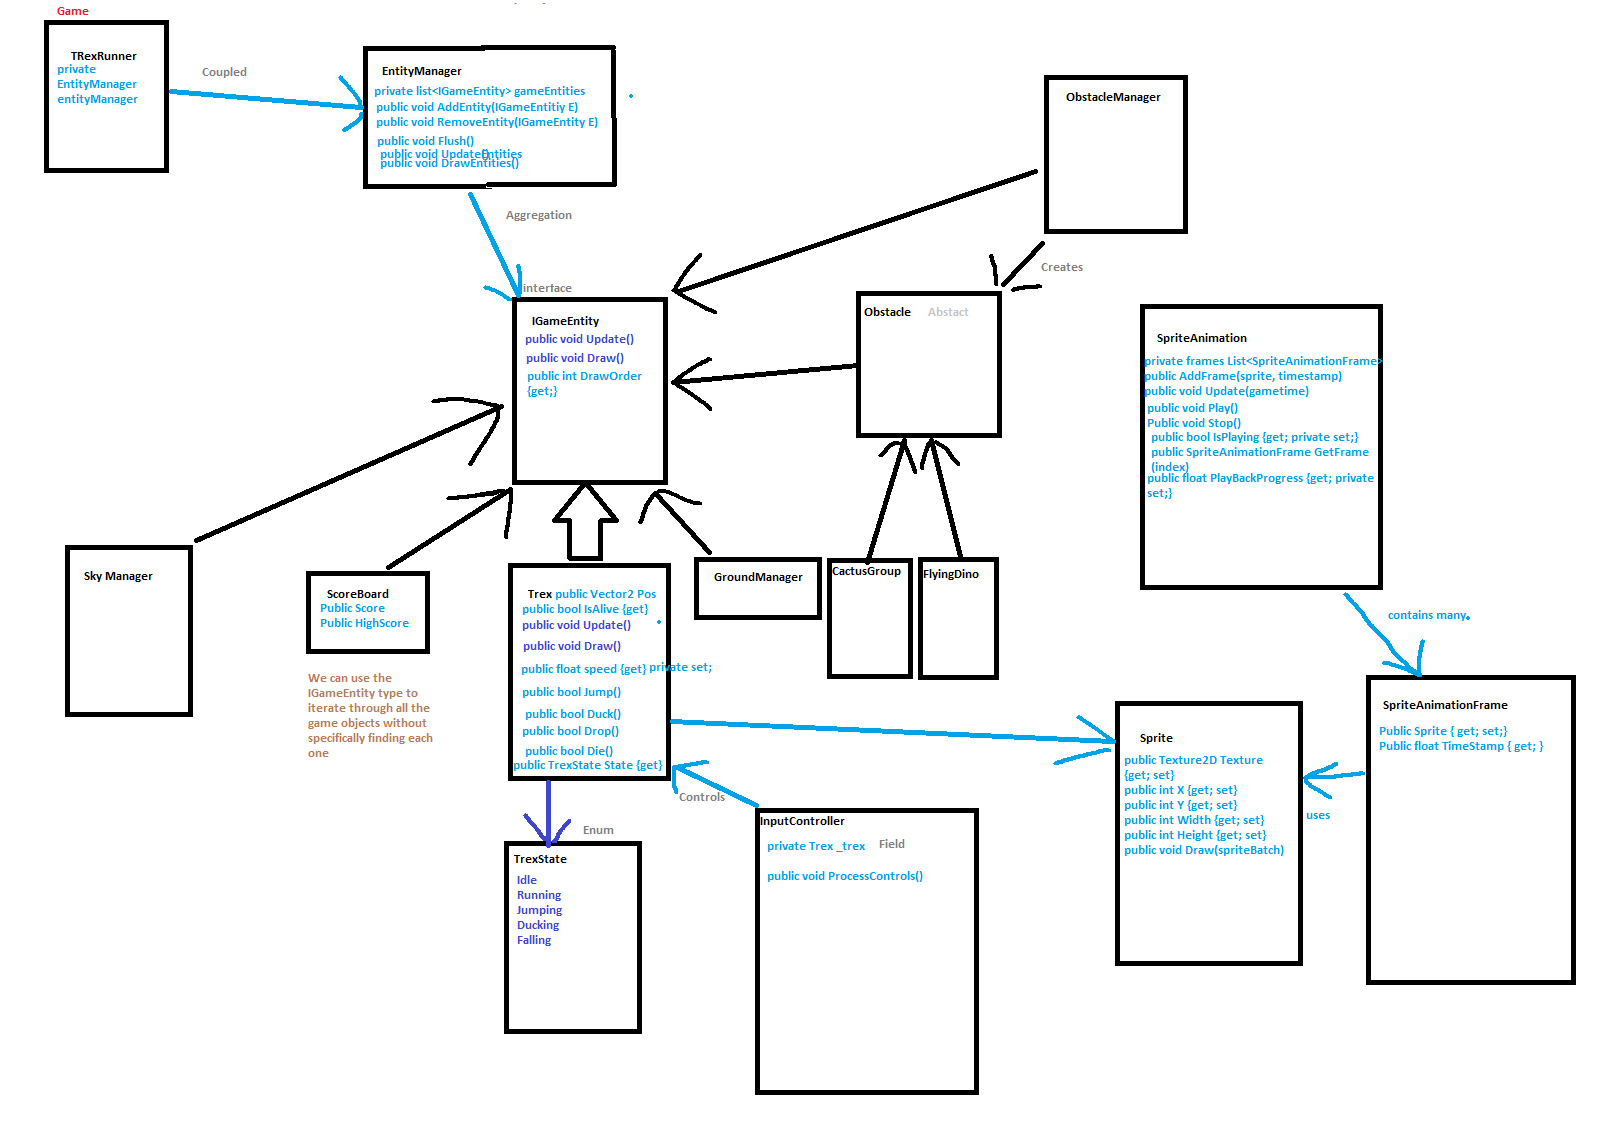 Game
TRexRunner
private
EntityManager
entityManager
Coupled
EntityManager
private list<IGameEntity> gameEntities
public void AddEntity(IGameEntitiy E)
public void RemoveEntity(IGameEntity E)
public void Flush()
public void UpdateEntities()
public void DrawEntities()
Aggregation
ObstacleManager
Creates
interface
IGameEntity
public void Update()
public void Draw()
public int DrawOrder
{get;}
Obstacle Abstact
SpriteAnimation
private frames List<SpriteAnimationFrame>
public AddFrame(sprite, timestamp)
public void Update(gametime)
public void Play()
Public void Stop()
public bool IsPlaying {get; private set;}
public SpriteAnimationFrame GetFrame
(index)
public float PlayBackProgress {get; private
set;}
Sky Manager
ScoreBoard
Public Score
Public HighScore
We can use the
IGameEntity type to
iterate through all the
game objects without
specifically finding each
one
Trex public Vector2 Pos
public bool IsAlive {get}
public void Update()
public void Draw()
public float speed {get} private set;
public bool Jump()
public bool Duck()
public bool Drop()
public bool Die()
public TrexState State {get}
GroundManager
CactusGroup
FlyingDino
contains many
Sprite
public Texture2D Texture
{get; set}
public int X {get; set}
public int Y {get; set}
public int Width {get; set}
public int Height {get; set}
public void Draw(spriteBatch)
SpriteAnimationFrame
Public Sprite { get; set;}
Public float TimeStamp { get; }
uses
Controls
InputController
private Trex _trex Field
public void ProcessControls()
Enum
TrexState
Idle
Running
Jumping
Ducking
Falling